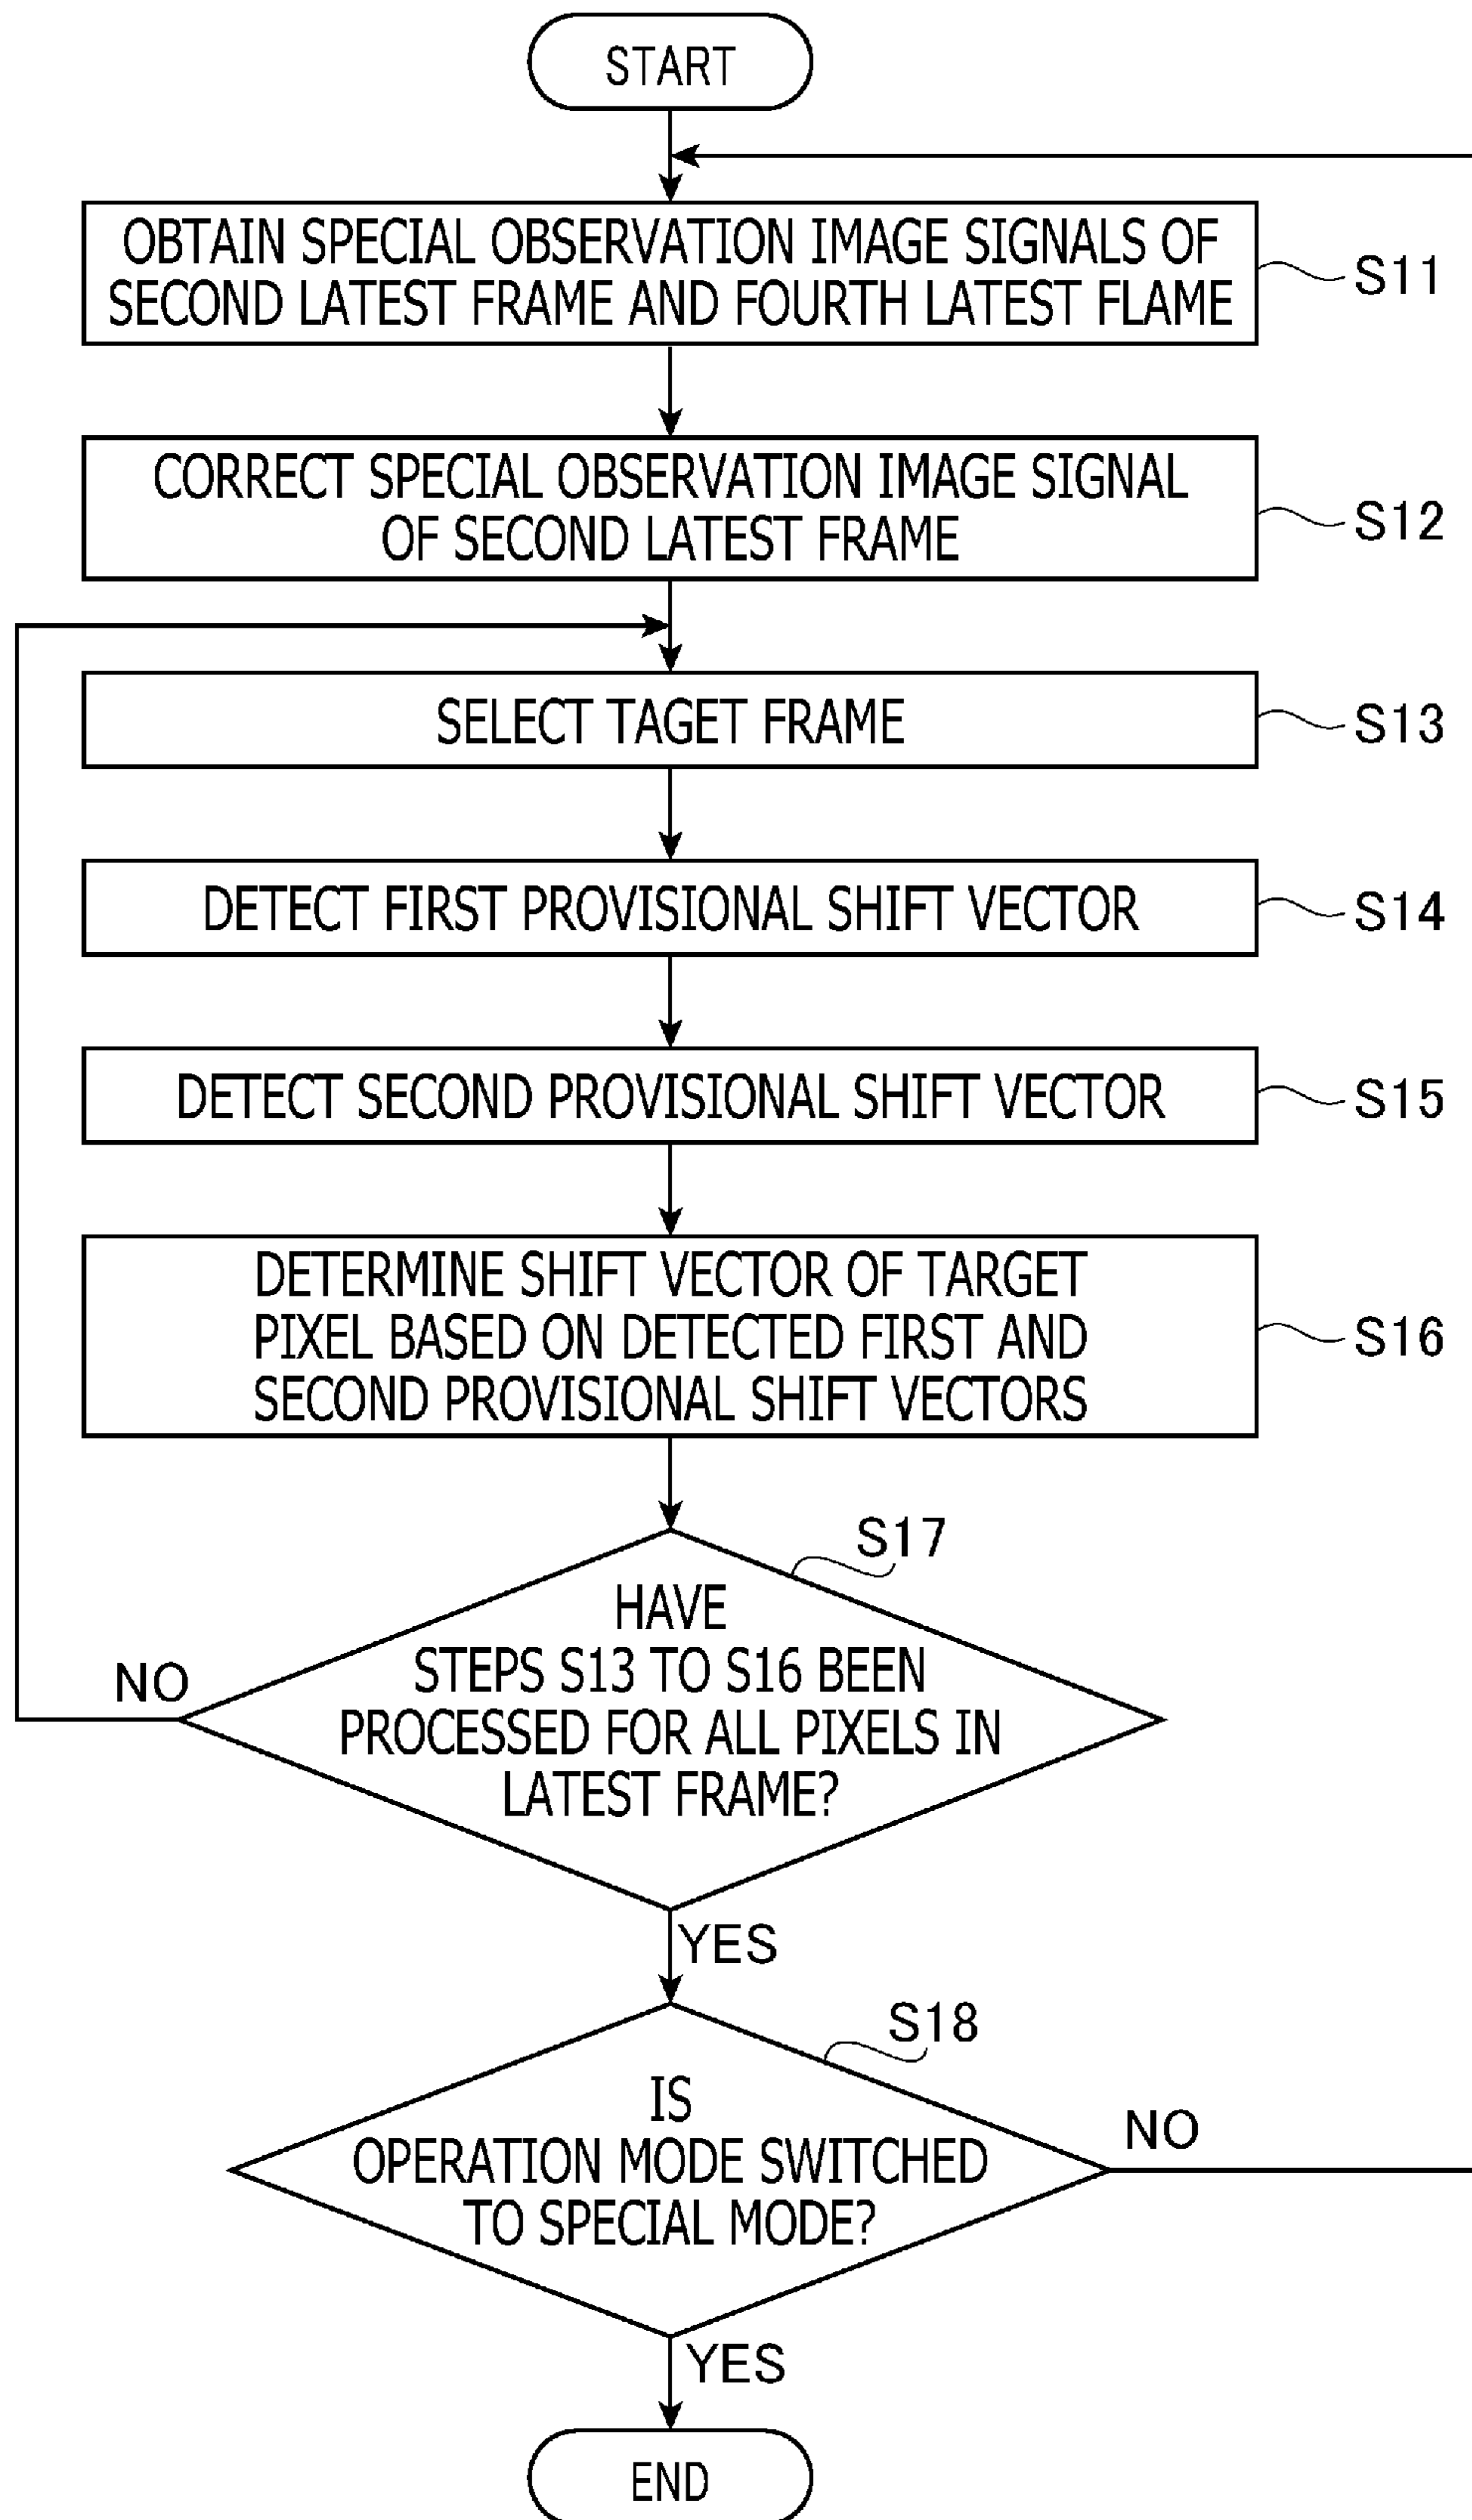 START
OBTAIN SPECIAL OBSERVATION IMAGE SIGNALS OF
SECOND LATEST FRAME AND FOURTH LATEST FLAME
S11
CORRECT SPECIAL OBSERVATION IMAGE SIGNAL
OF SECOND LATEST FRAME
S12
SELECT TAGET FRAME
S13
DETECT FIRST PROVISIONAL SHIFT VECTOR
S14
DETECT SECOND PROVISIONAL SHIFT VECTOR
S15
DETERMINE SHIFT VECTOR OF TARGET
PIXEL BASED ON DETECTED FIRST AND
SECOND PROVISIONAL SHIFT VECTORS
S16
S17
HAVE
STEPS S13 TO S16 BEEN
PROCESSED FOR ALL PIXELS IN
LATEST FRAME?
NO
YES
S18
IS
OPERATION MODE SWITCHED
TO SPECIAL MODE?
NO
YES
END